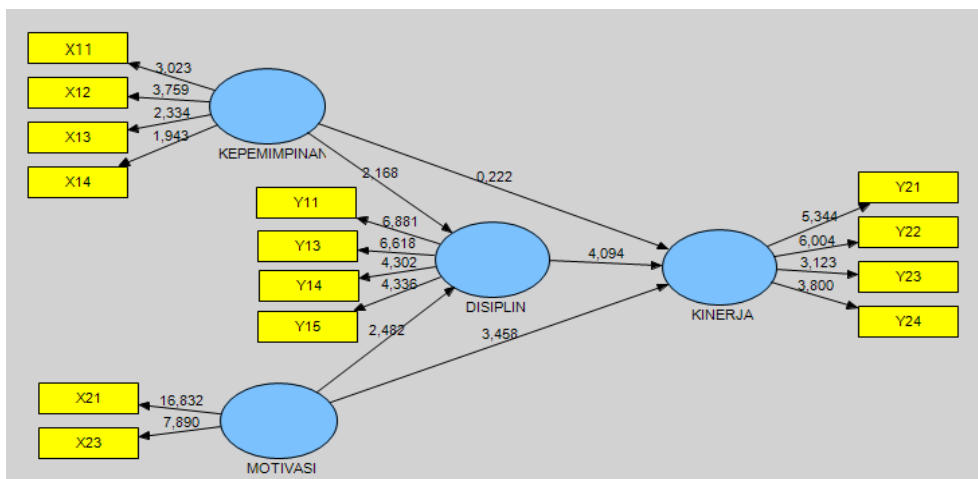 X11
3,023
X12
3,759
X13
2,334
1,943
X14
KEPEMIMPINAN
2,168
0,222
Y11
6,881
Y13
6,618
Y14
4,302
Y15
4,336
DISIPLIN
4,094
Y21
5,344
Y22
6,004
Y23
3,123
Y24
3,800
KINERJA
2,482
3,458
X21
16,832
X23
7,890
MOTIVASI